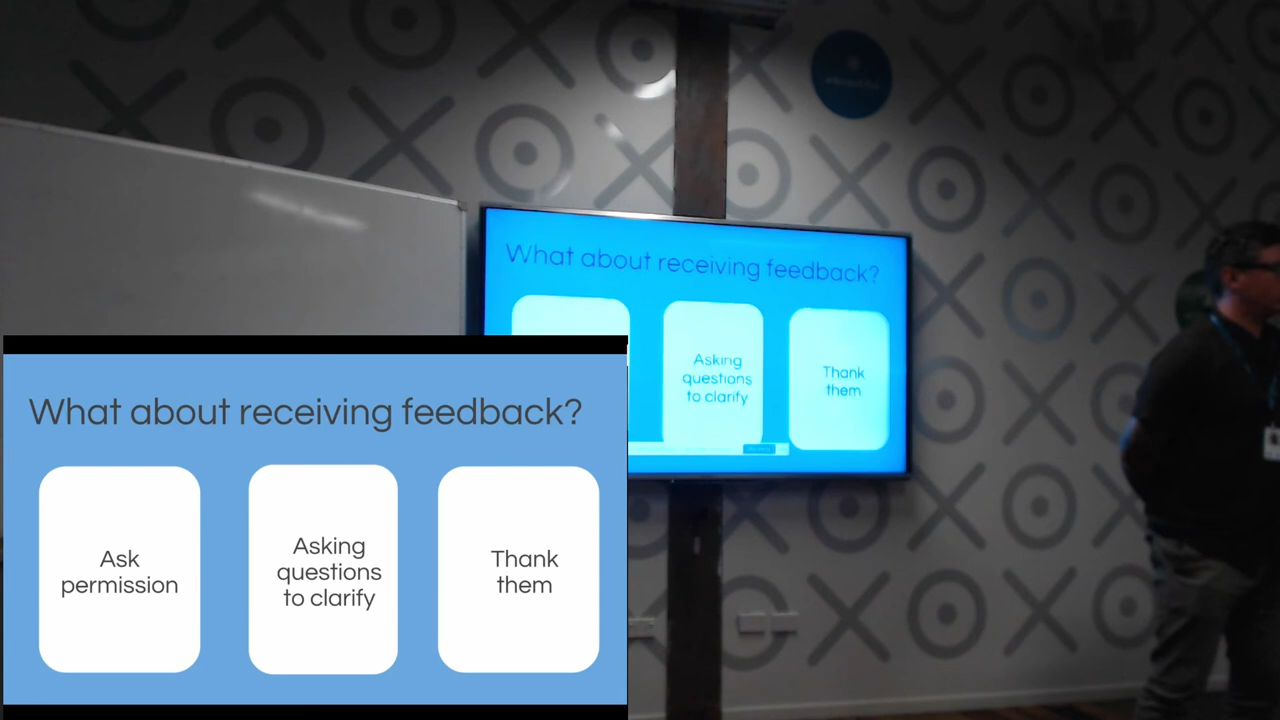 What about receiving feedback?
Asking
questions
to clarify
Thank
them
What about receiving feedback?
Ask
permission
Asking
questions
to clarify
Thank
them